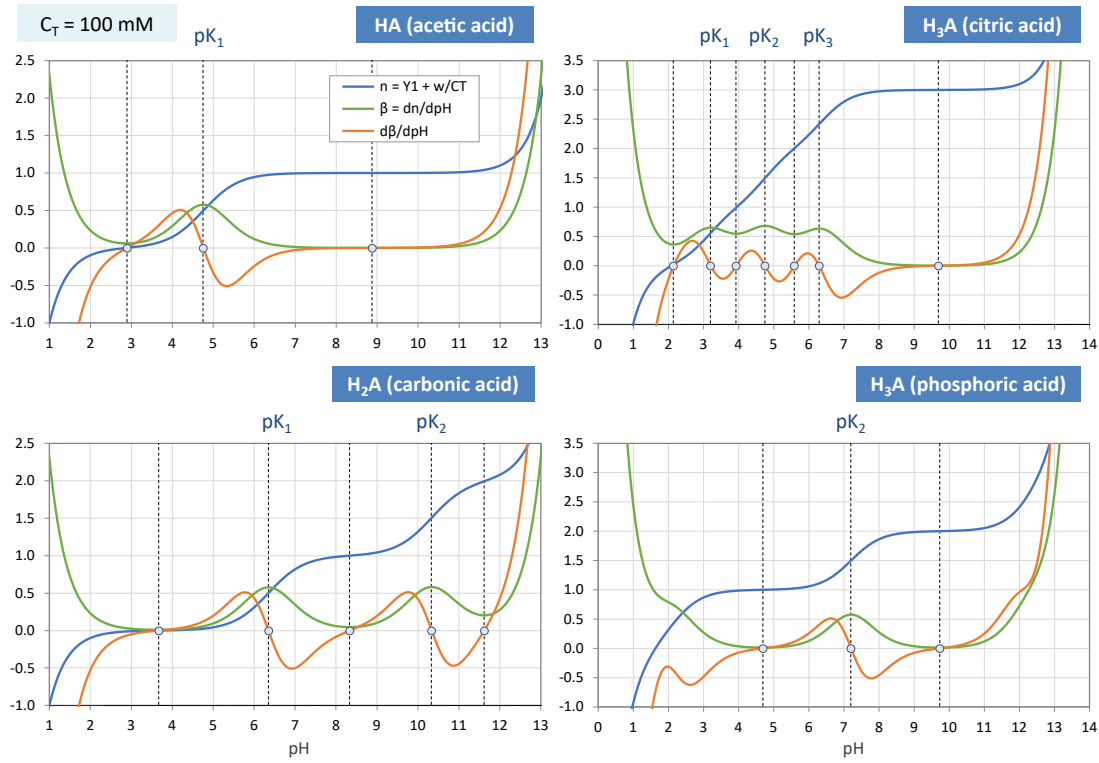 C_T = 100 mM
HA (acetic acid)
pK₁
n = Y1 + w/CT
β = dn/dpH
dβ/dpH
2.5
2.0
1.5
1.0
0.5
0.0
-0.5
-1.0
1 2 3 4 5 6 7 8 9 10 11 12 13
H₃A (citric acid)
pK₁ pK₂ pK₃
3.5
3.0
2.5
2.0
1.5
1.0
0.5
0.0
-0.5
-1.0
0 1 2 3 4 5 6 7 8 9 10 11 12 13 14
H₂A (carbonic acid)
pK₁ pK₂
2.5
2.0
1.5
1.0
0.5
0.0
-0.5
-1.0
1 2 3 4 5 6 7 8 9 10 11 12 13
pH
H₃A (phosphoric acid)
pK₂
3.5
3.0
2.5
2.0
1.5
1.0
0.5
0.0
-0.5
-1.0
0 1 2 3 4 5 6 7 8 9 10 11 12 13 14
pH